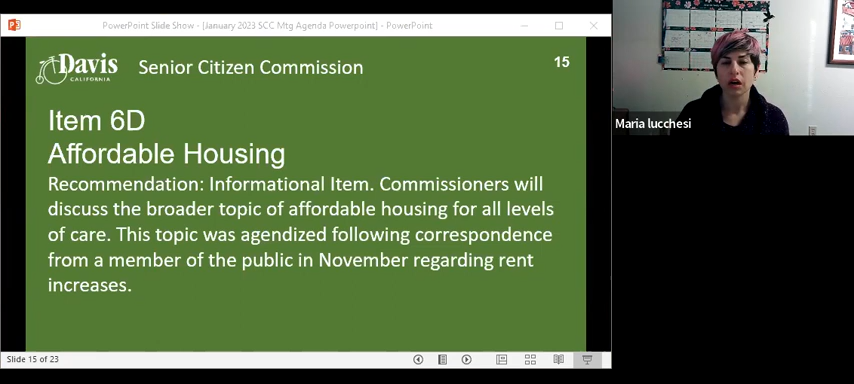 PowerPoint Slide Show - [January 2023 SCC Mtg Agenda Powerpoint] - PowerPoint
Davis
CALIFORNIA
Senior Citizen Commission
15
Item 6D
Affordable Housing
Recommendation: Informational Item. Commissioners will
discuss the broader topic of affordable housing for all levels
of care. This topic was agendized following correspondence
from a member of the public in November regarding rent
increases.
Slide 15 of 23
Maria lucchesi